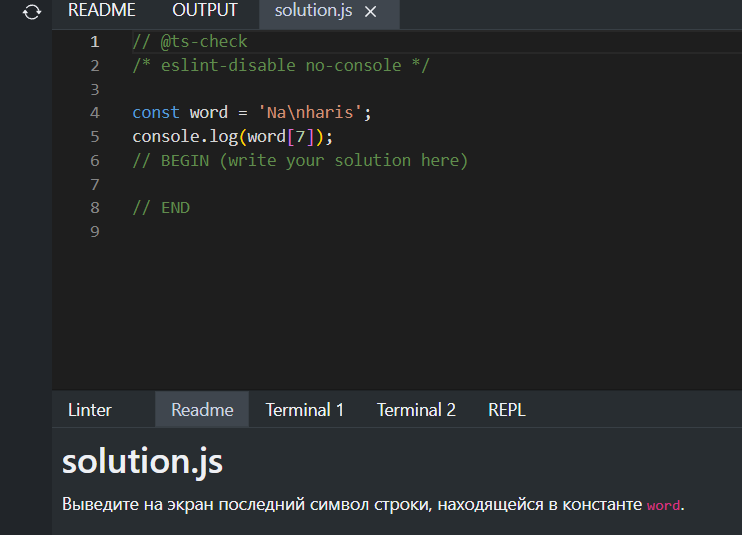 README OUTPUT solution.js ×
1 // @ts-check
2 /* eslint-disable no-console */
3
4 const word = 'Na\nharis';
5 console.log(word[7]);
6 // BEGIN (write your solution here)
7
8 // END
9
Linter Readme Terminal 1 Terminal 2 REPL
solution.js
Выведите на экран последний символ строки, находящейся в константе word.